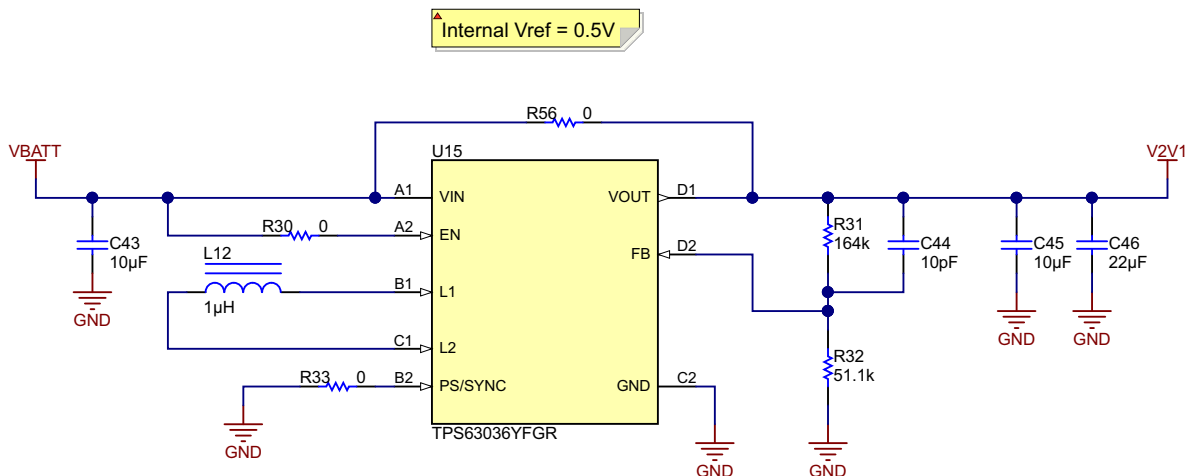 Internal Vref = 0.5V
R56 0
VBATT
U15
V2V1
A1 VIN VOUT D1
R30 0 A2 EN
C43
10µF
FB D2
R31
164k
C44
10pF
C45
10µF
C46
22µF
L12
1µH
B1 L1
GND
C1 L2
GND
GND
R33 0 B2 PS/SYNC
GND C2
R32
51.1k
TPS63036YFGR
GND
GND
GND